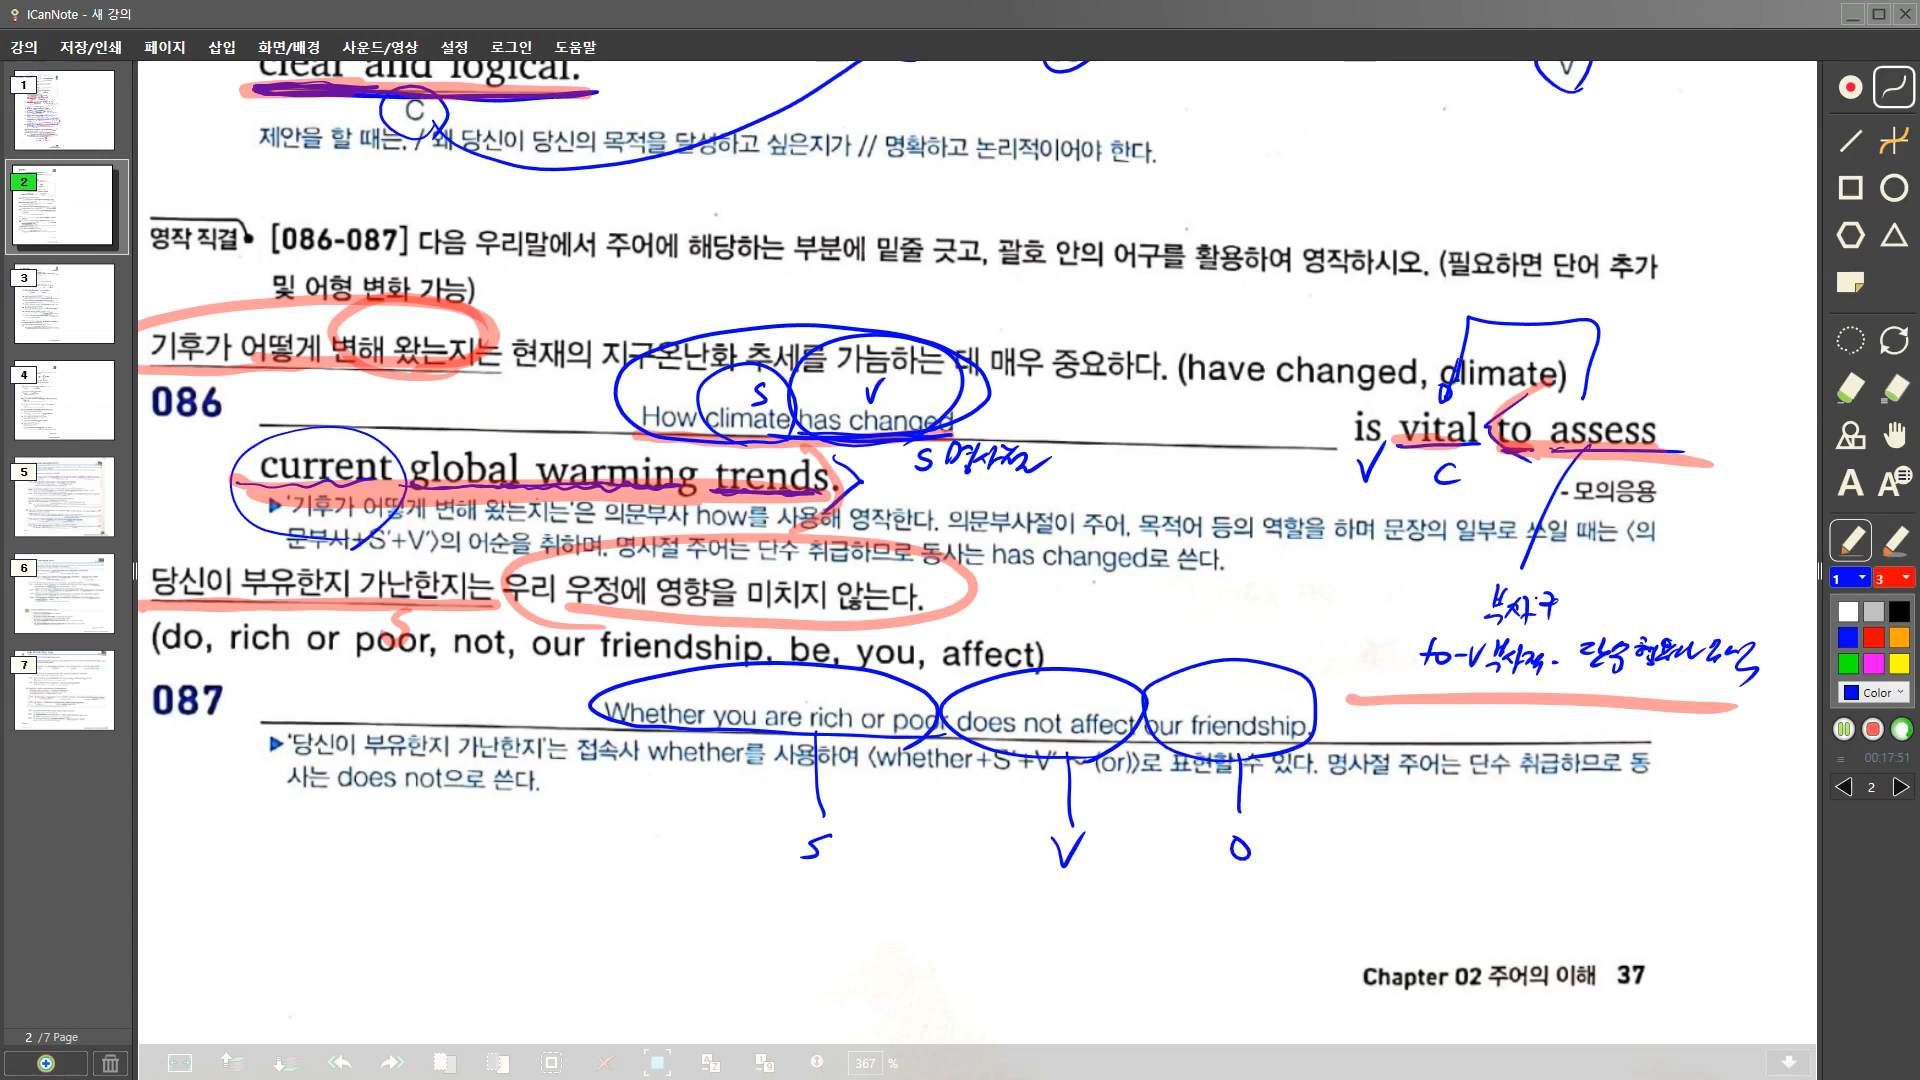 ICanNote - 새 강의
강의 저장/인쇄 페이지 삽입 화면/배경 사운드/영상 설정 로그인 도움말
clear and logical.
C
V
제안을 할 때는, / 왜 당신이 당신의 목적을 달성하고 싶은지가 // 명확하고 논리적이어야 한다.
영작 직결 [086-087] 다음 우리말에서 주어에 해당하는 부분에 밑줄 긋고, 괄호 안의 어구를 활용하여 영작하시오. (필요하면 단어 추가
및 어형 변화 가능)
기후가 어떻게 변해 왔는지는 현재의 지구온난화 추세를 가늠하는 데 매우 중요하다. (have changed, climate)
086
S V
How climate has changed is vital to assess
S 명사절 V C
current global warming trends.
- 모의응용
▶ '기후가 어떻게 변해 왔는지는'은 의문부사 how를 사용해 영작한다. 의문부사절이 주어, 목적어 등의 역할을 하며 문장의 일부로 쓰일 때는 〈의
문부사+S'+V'〉의 어순을 취하며, 명사절 주어는 단수 취급하므로 동사는 has changed로 쓴다.
당신이 부유한지 가난한지는 우리 우정에 영향을 미치지 않는다.
S
부사구
(do, rich or poor, not, our friendship, be, you, affect)
to-v 부사적.
087
Whether you are rich or poor does not affect our friendship.
▶ '당신이 부유한지 가난한지'는 접속사 whether를 사용하여 〈whether+S'+V' ~ (or)〉로 표현할 수 있다. 명사절 주어는 단수 취급하므로 동
사는 does not으로 쓴다.
S V O
Chapter 02 주어의 이해 37
1
2
3
4
5
6
7
2 /7 Page
367 %
A A
1 3
Color
00:17:51
2